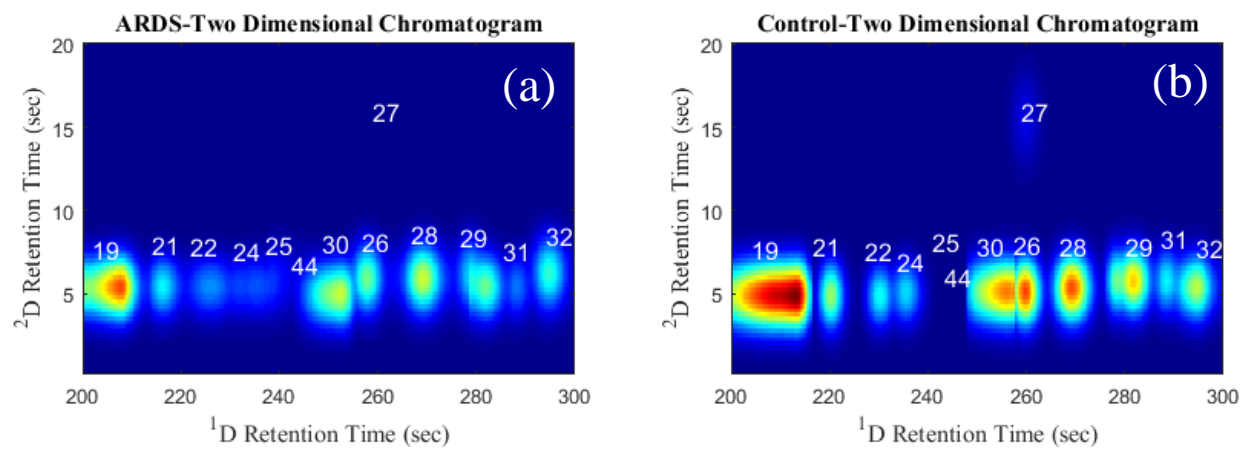 ARDS-Two Dimensional Chromatogram
(a)
20
15
10
5
²D Retention Time (sec)
27
19 21 22 24 25 44 30 26 28 29 31 32
200 220 240 260 280 300
¹D Retention Time (sec)
Control-Two Dimensional Chromatogram
(b)
20
15
10
5
²D Retention Time (sec)
27
19 21 22 24 25 44 30 26 28 29 31 32
200 220 240 260 280 300
¹D Retention Time (sec)